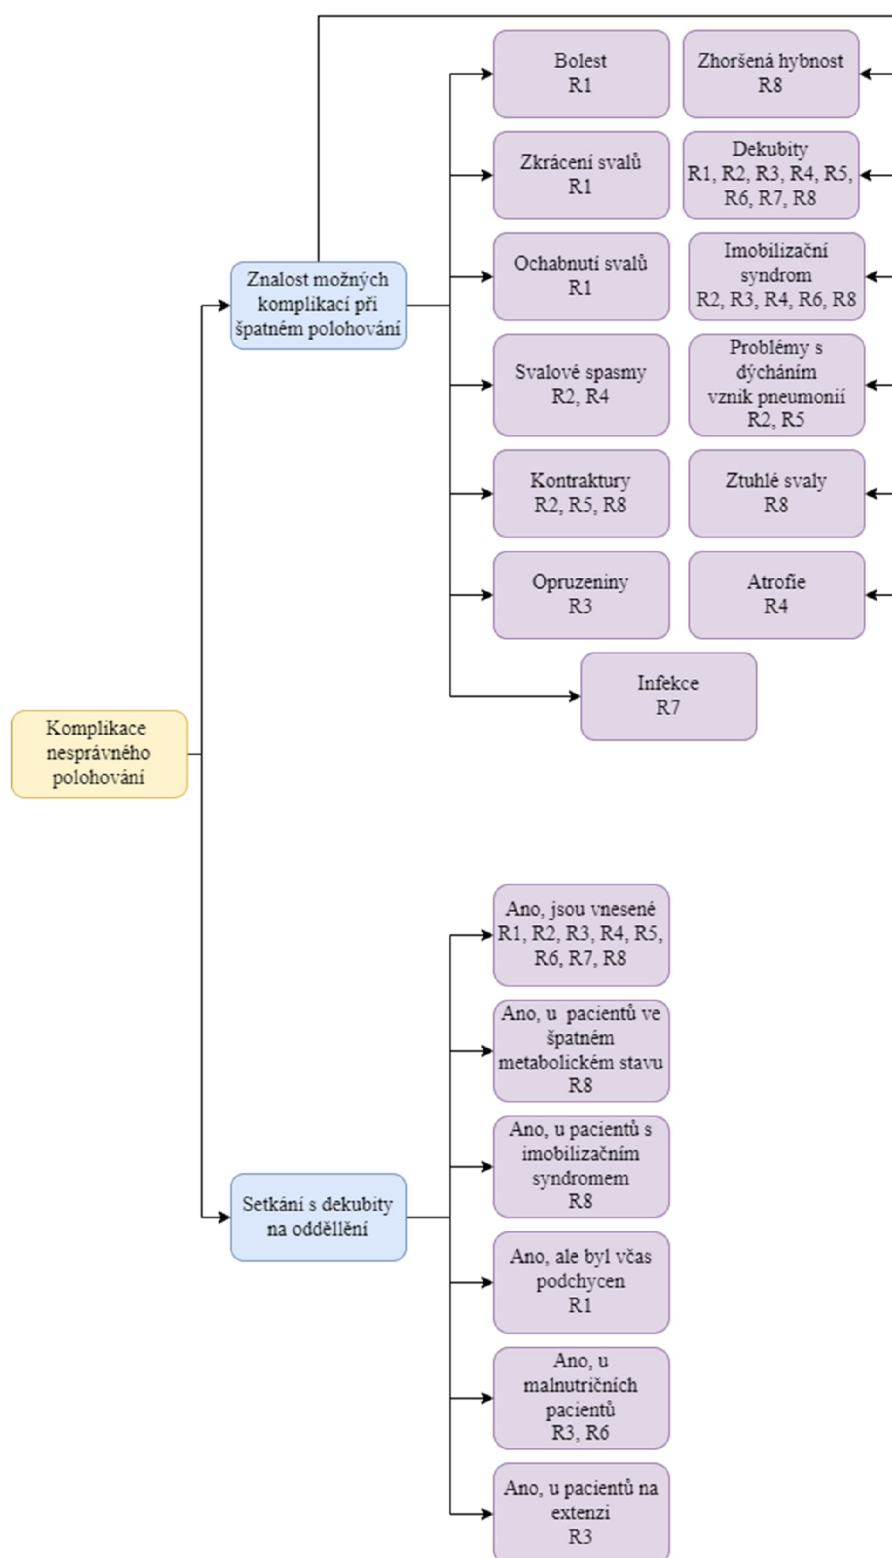 Komplikace
nesprávného
polohování
Znalost možných
komplikací při
špatném polohování
Bolest
R1
Zhoršená hybnost
R8
Zkrácení svalů
R1
Dekubity
R1, R2, R3, R4, R5,
R6, R7, R8
Ochabnutí svalů
R1
Imobilizační
syndrom
R2, R3, R4, R6, R8
Svalové spasmy
R2, R4
Problémy s
dýcháním
vznik pneumonií
R2, R5
Kontraktury
R2, R5, R8
Ztuhlé svaly
R8
Opruzeniny
R3
Atrofie
R4
Infekce
R7
Setkání s dekubity
na odděllění
Ano, jsou vnesené
R1, R2, R3, R4, R5,
R6, R7, R8
Ano, u  pacientů ve
špatném
metabolickém stavu
R8
Ano, u pacientů s
imobilizačním
syndromem
R8
Ano, ale byl včas
podchycen
R1
Ano, u
malnutričních
pacientů
R3, R6
Ano, u pacientů na
extenzi
R3